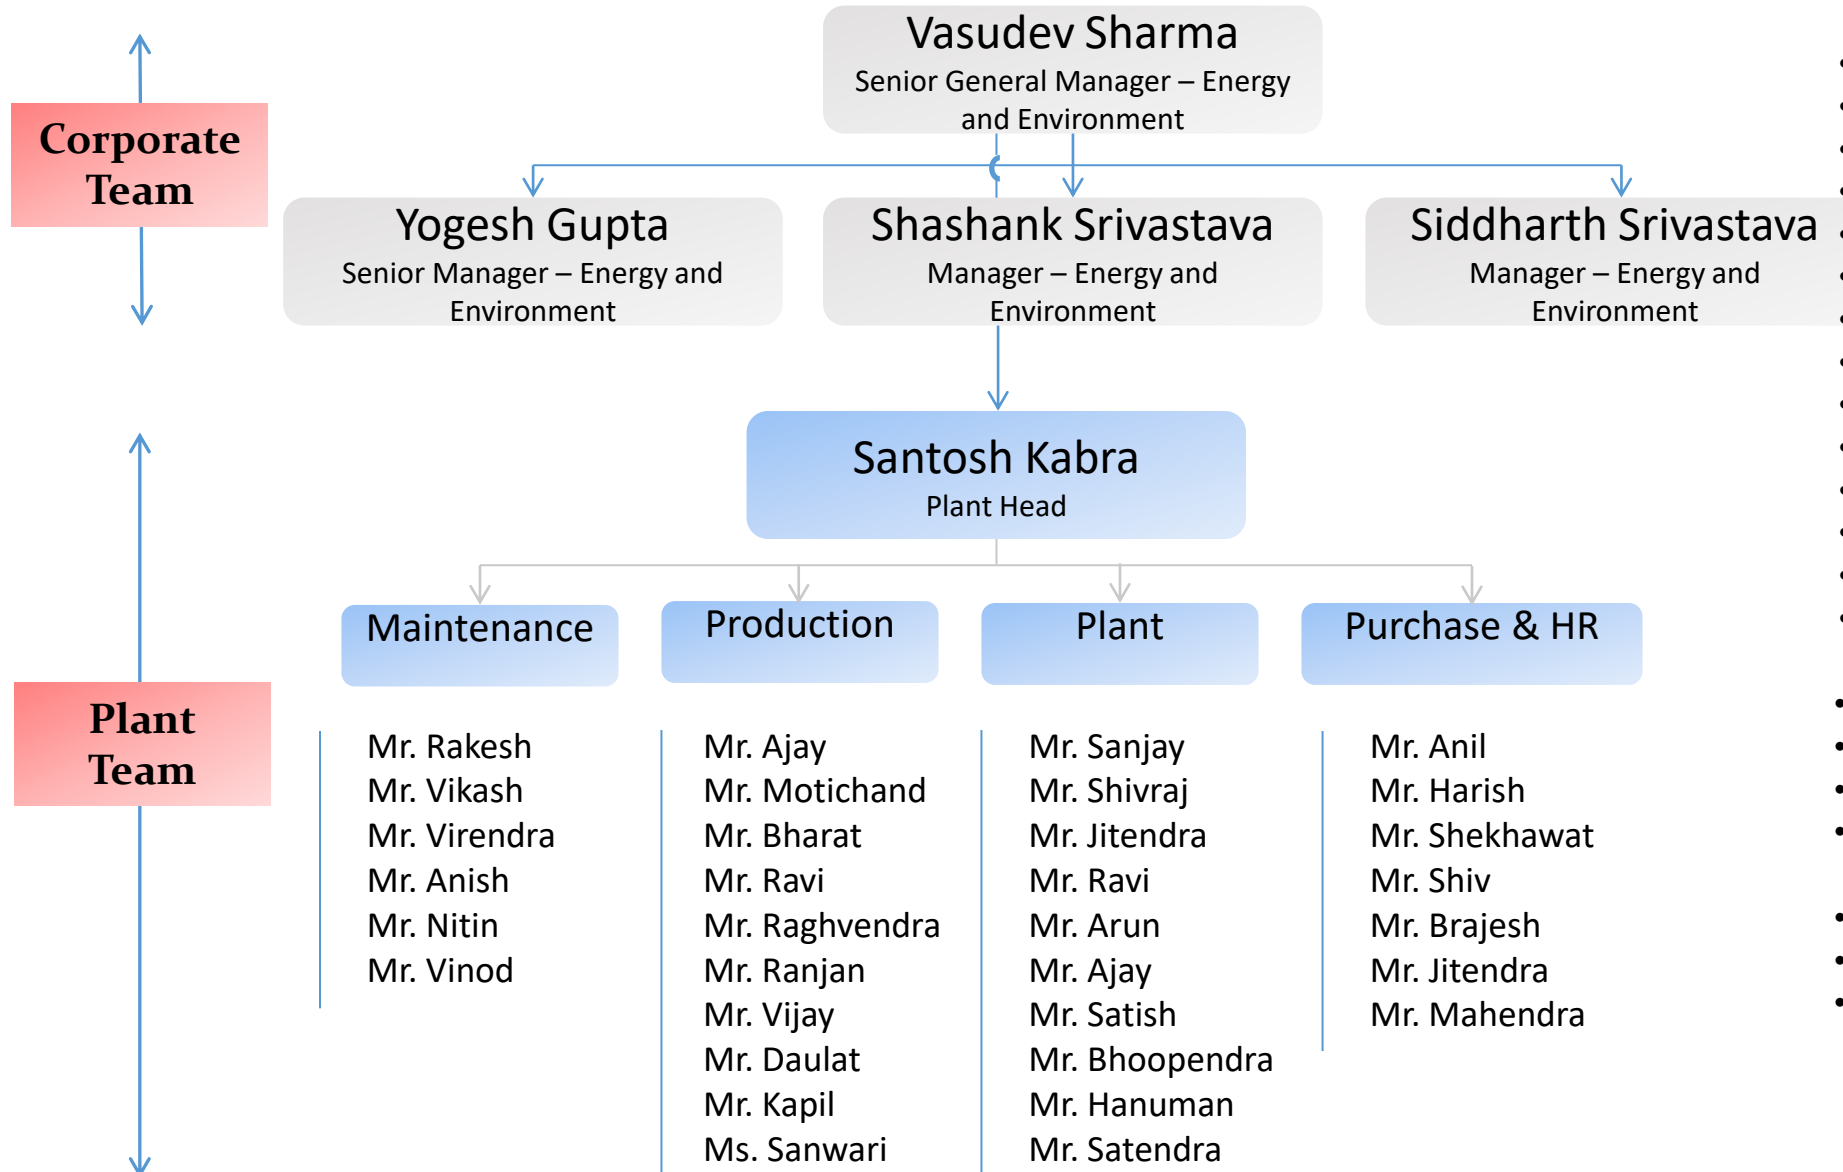 Vasudev Sharma
Senior General Manager – Energy
and Environment
Corporate
Team
Yogesh Gupta
Senior Manager – Energy and
Environment
Shashank Srivastava
Manager – Energy and
Environment
Siddharth Srivastava
Manager – Energy and
Environment
Santosh Kabra
Plant Head
Plant
Team
Maintenance
Mr. Rakesh
Mr. Vikash
Mr. Virendra
Mr. Anish
Mr. Nitin
Mr. Vinod
Production
Mr. Ajay
Mr. Motichand
Mr. Bharat
Mr. Ravi
Mr. Raghvendra
Mr. Ranjan
Mr. Vijay
Mr. Daulat
Mr. Kapil
Ms. Sanwari
Plant
Mr. Sanjay
Mr. Shivraj
Mr. Jitendra
Mr. Ravi
Mr. Arun
Mr. Ajay
Mr. Satish
Mr. Bhoopendra
Mr. Hanuman
Mr. Satendra
Purchase & HR
Mr. Anil
Mr. Harish
Mr. Shekhawat
Mr. Shiv
Mr. Brajesh
Mr. Jitendra
Mr. Mahendra